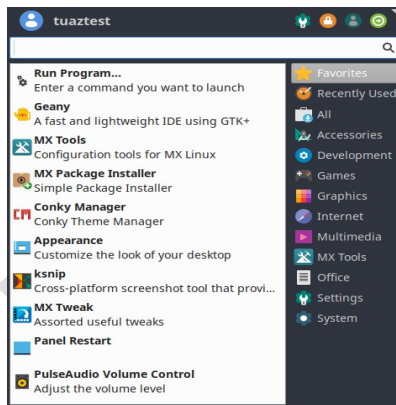 tuaztest
Run Program...
Enter a command you want to launch
Geany
A fast and lightweight IDE using GTK+
MX Tools
Configuration tools for MX Linux
MX Package Installer
Simple Package Installer
Conky Manager
Conky Theme Manager
Appearance
Customize the look of your desktop
ksnip
Cross-platform screenshot tool that provi...
MX Tweak
Assorted useful tweaks
Panel Restart
PulseAudio Volume Control
Adjust the volume level
Favorites
Recently Used
All
Accessories
Development
Games
Graphics
Internet
Multimedia
MX Tools
Office
Settings
System